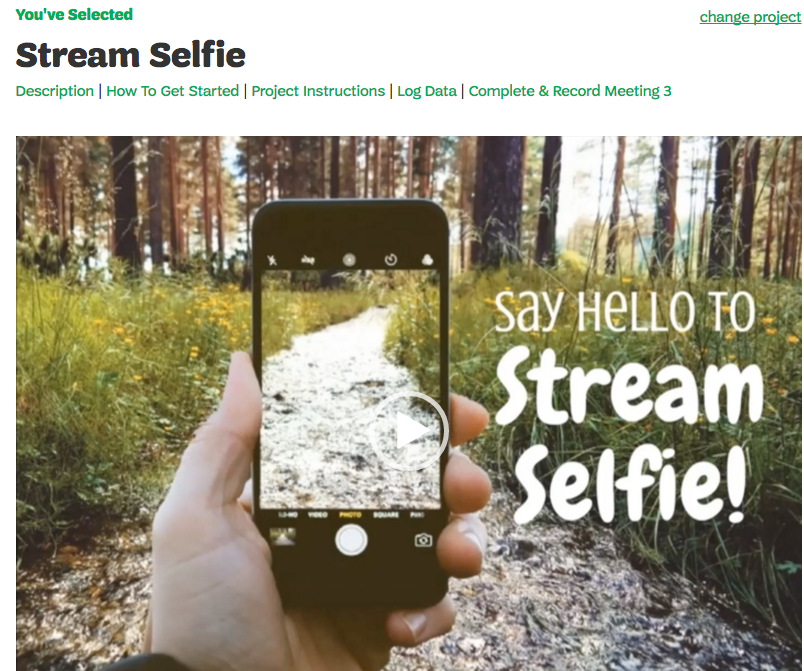 You've Selected
change project
Stream Selfie
Description | How To Get Started | Project Instructions | Log Data | Complete & Record Meeting 3
Say Hello to
Stream
Selfie!
VIDEO PHOTO SQUARE